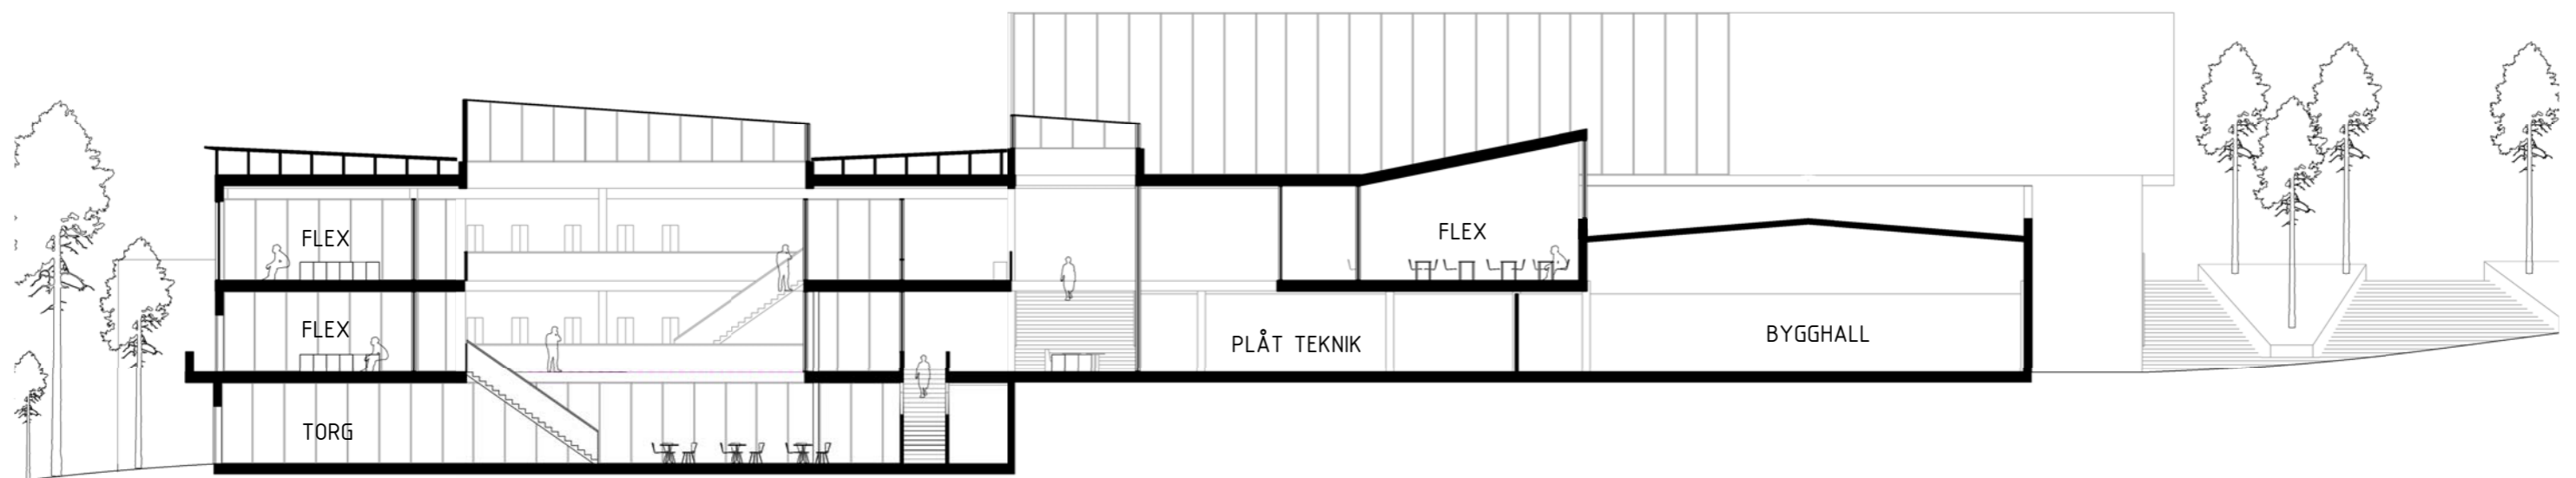 FLEX
FLEX
FLEX
PLÅT TEKNIK
BYGGHALL
TORG